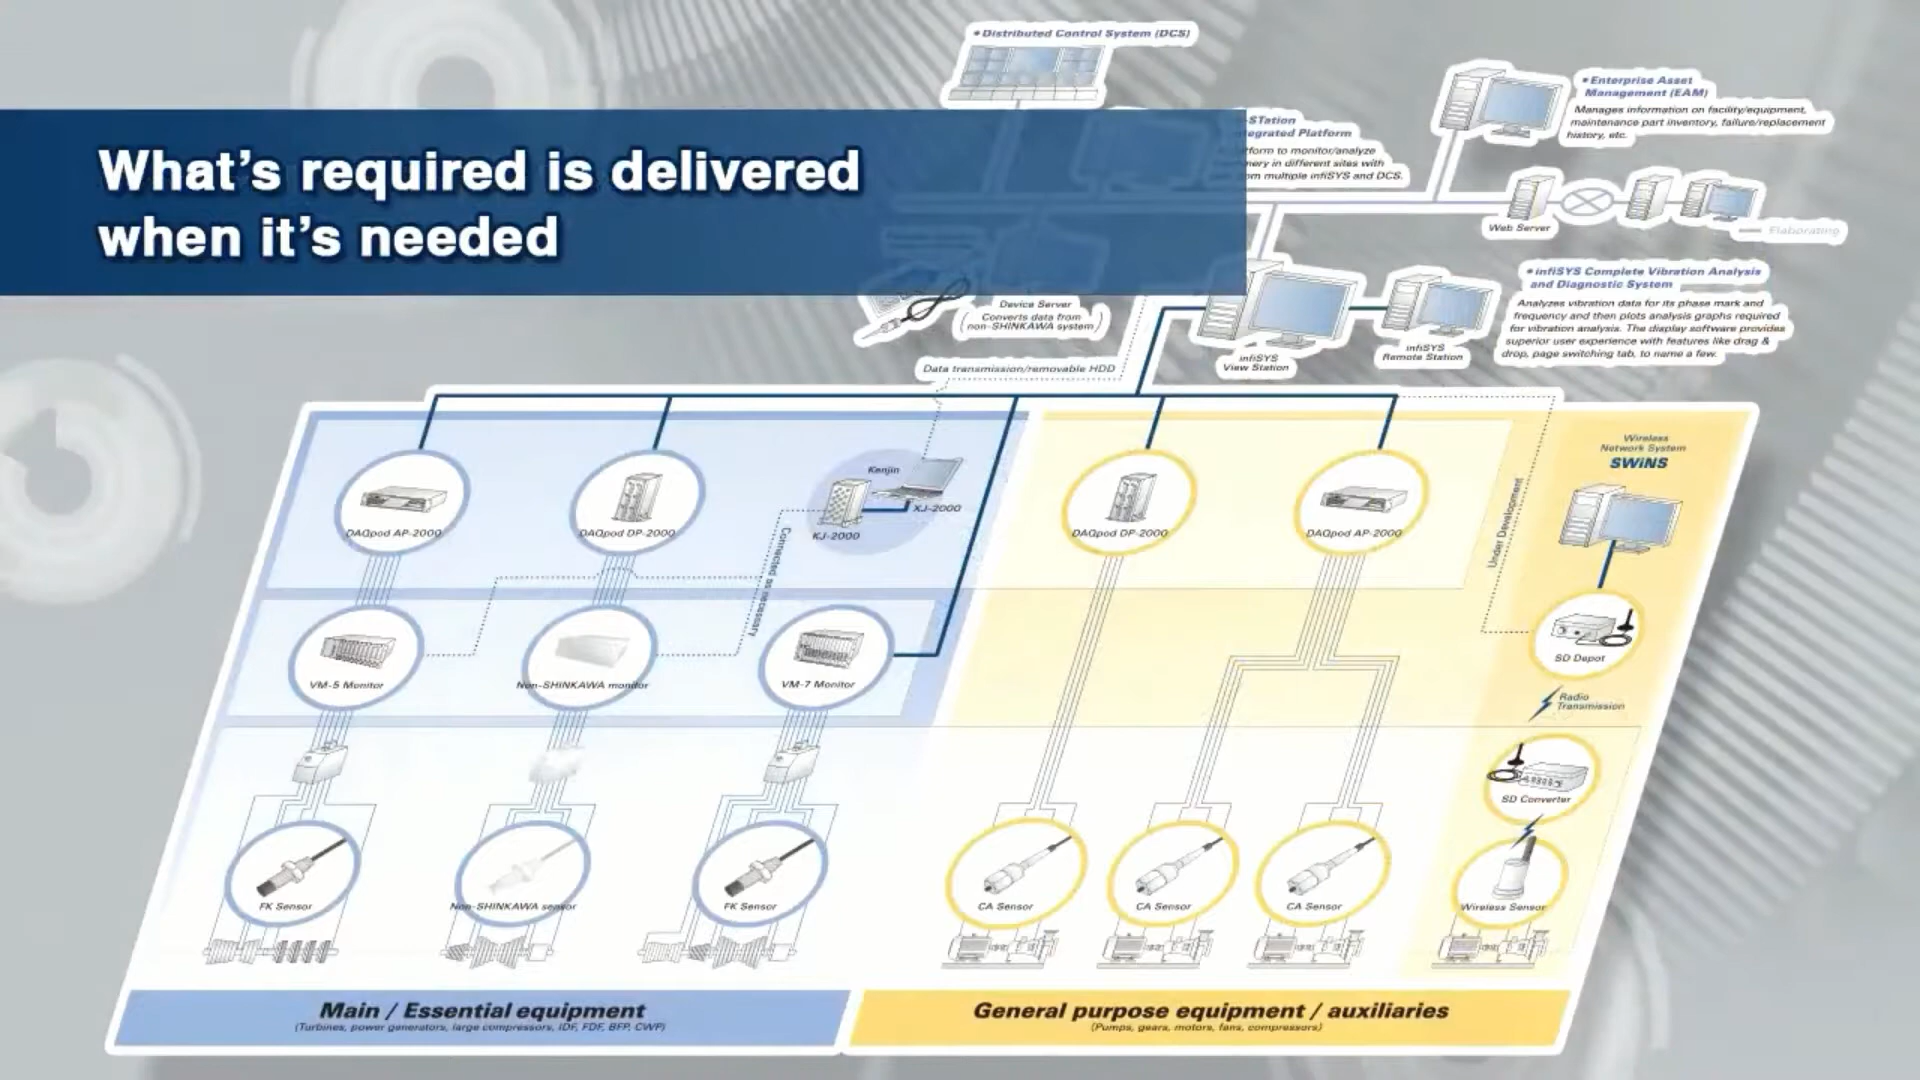 • Distributed Control System (DCS)
• Enterprise Asset
Management (EAM)
Manages information on facility/equipment,
maintenance part inventory, failure/replacement
history, etc.
-STation
egrated Platform
tform to monitor/analyze
nery in different sites with
om multiple infiSYS and DCS.
What's required is delivered
when it's needed
Web Server
Elaborating
• infiSYS Complete Vibration Analysis
and Diagnostic System
Analyzes vibration data for its phase mark and
frequency and then plots analysis graphs required
for vibration analysis. The display software provides
superior user experience with features like drag &
drop, page switching tab, to name a few.
Device Server
(Converts data from
non-SHINKAWA system)
infiSYS
View Station
infiSYS
Remote Station
Data transmission/removable HDD
Wireless
Network System
SWiNS
Kenjin
XJ-2000
KJ-2000
DAQpod AP-2000
DAQpod DP-2000
DAQpod DP-2000
DAQpod AP-2000
Under Development
Connected as necessary
VM-5 Monitor
Non-SHINKAWA monitor
VM-7 Monitor
SD Depot
Radio
Transmission
SD Converter
FK Sensor
Non-SHINKAWA sensor
FK Sensor
CA Sensor
CA Sensor
CA Sensor
Wireless Sensor
Main / Essential equipment
(Turbines, power generators, large compressors, IDF, FDF, BFP, CWP)
General purpose equipment / auxiliaries
(Pumps, gears, motors, fans, compressors)